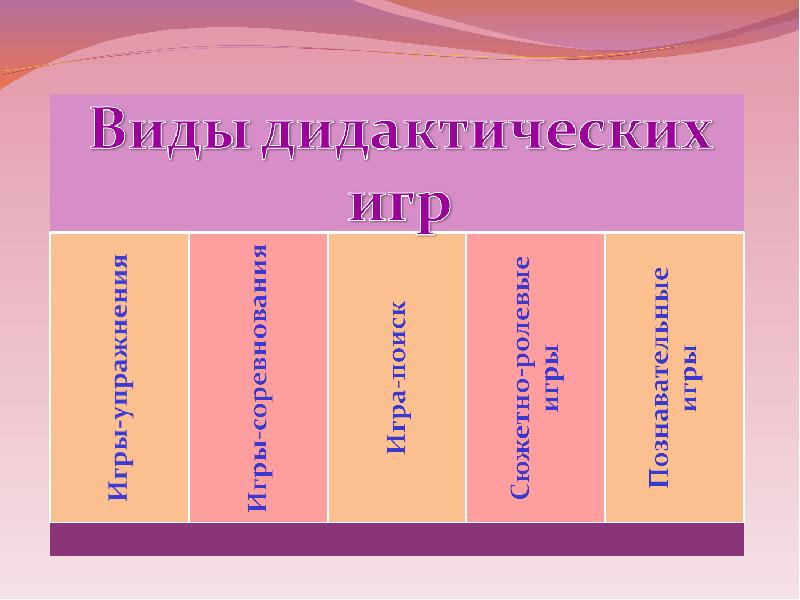 Виды дидактических
игр
Игры-упражнения
Игры-соревнования
Игра-поиск
Сюжетно-ролевые
игры
Познавательные
игры